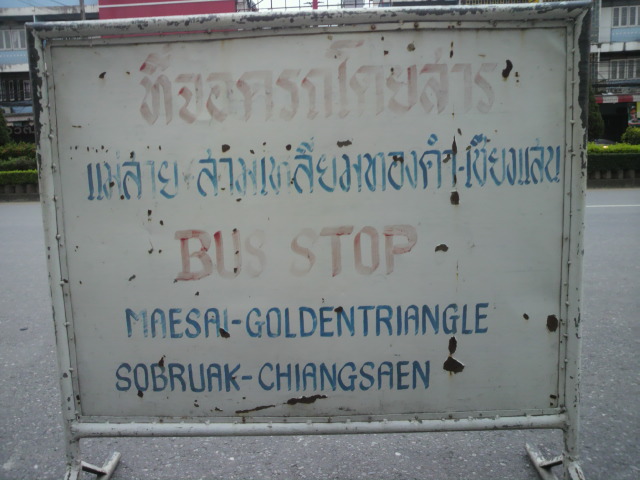 ที่จอดรถโดยสาร
แม่สาย-สามเหลี่ยมทองคำ-เชียงแสน
BUS STOP
MAESAI-GOLDENTRIANGLE
SOBRUAK-CHIANGSAEN